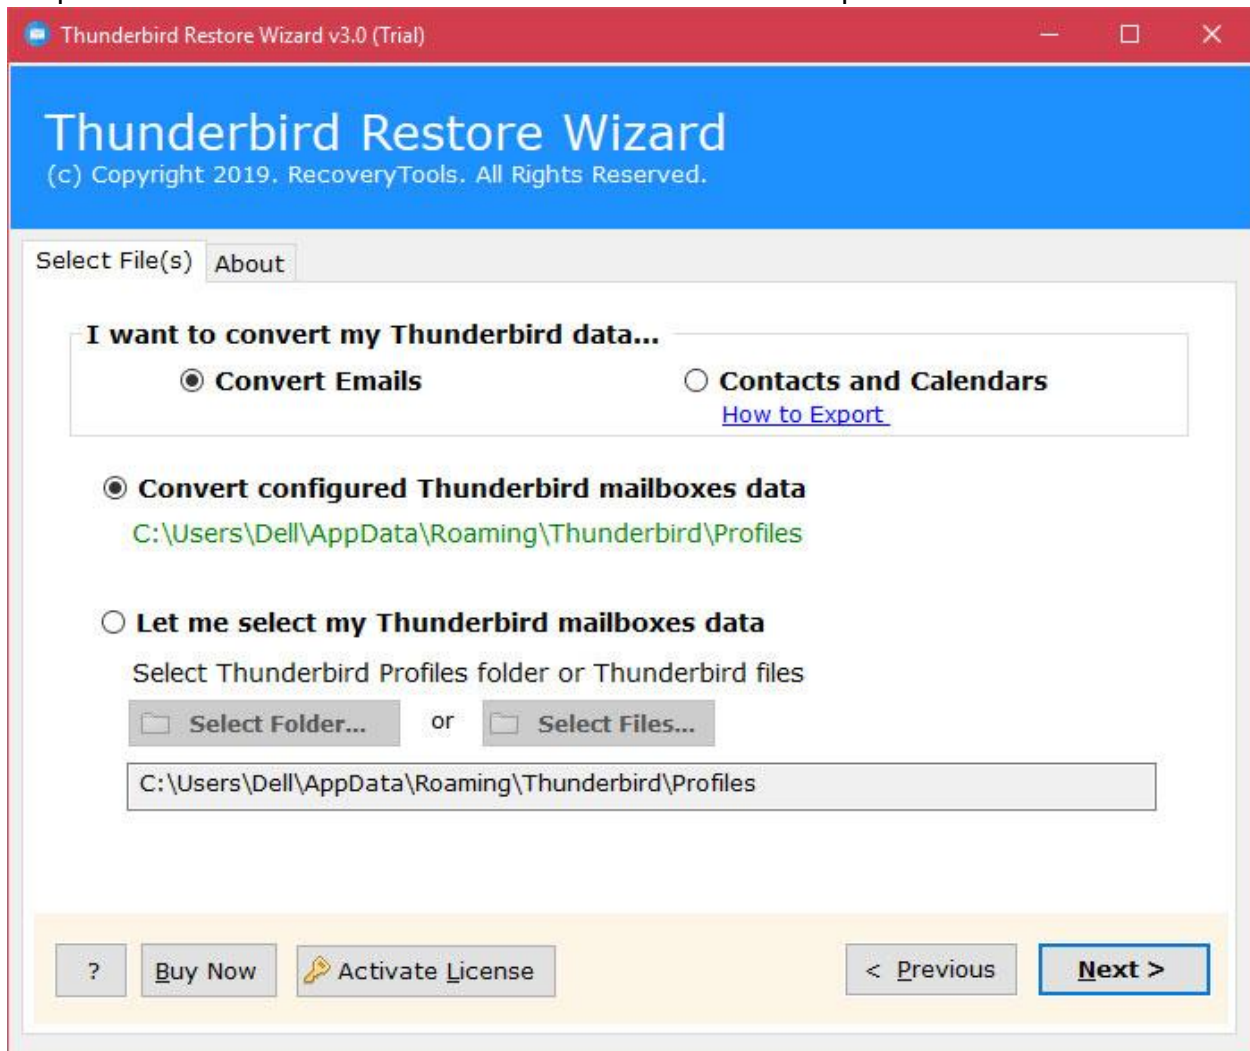 Thunderbird Restore Wizard v3.0 (Trial)
Thunderbird Restore Wizard
(c) Copyright 2019. RecoveryTools. All Rights Reserved.
Select File(s) About
I want to convert my Thunderbird data...
Convert Emails Contacts and Calendars
How to Export
Convert configured Thunderbird mailboxes data
C:\Users\Dell\AppData\Roaming\Thunderbird\Profiles
Let me select my Thunderbird mailboxes data
Select Thunderbird Profiles folder or Thunderbird files
Select Folder... or Select Files...
C:\Users\Dell\AppData\Roaming\Thunderbird\Profiles
? Buy Now Activate License < Previous Next >